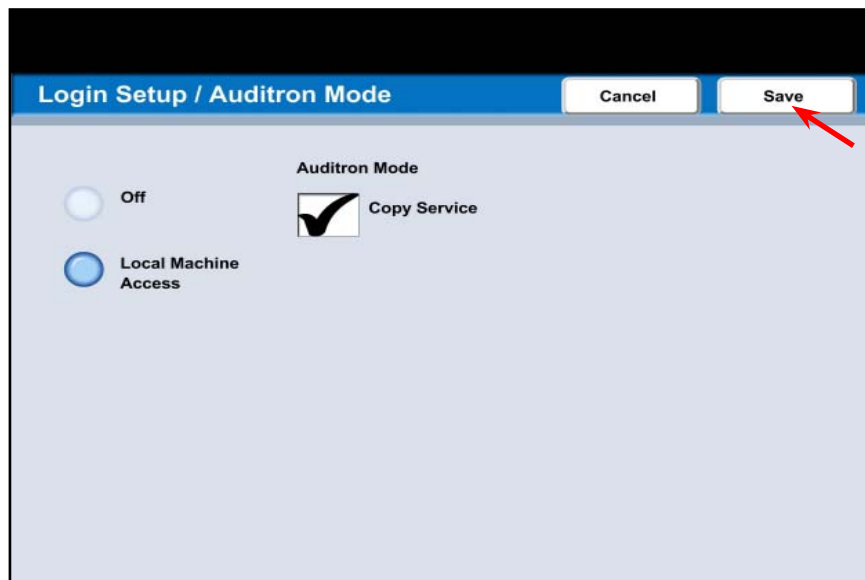 Login Setup / Auditron Mode
Cancel
Save
Auditron Mode
Off
Copy Service
Local Machine
Access